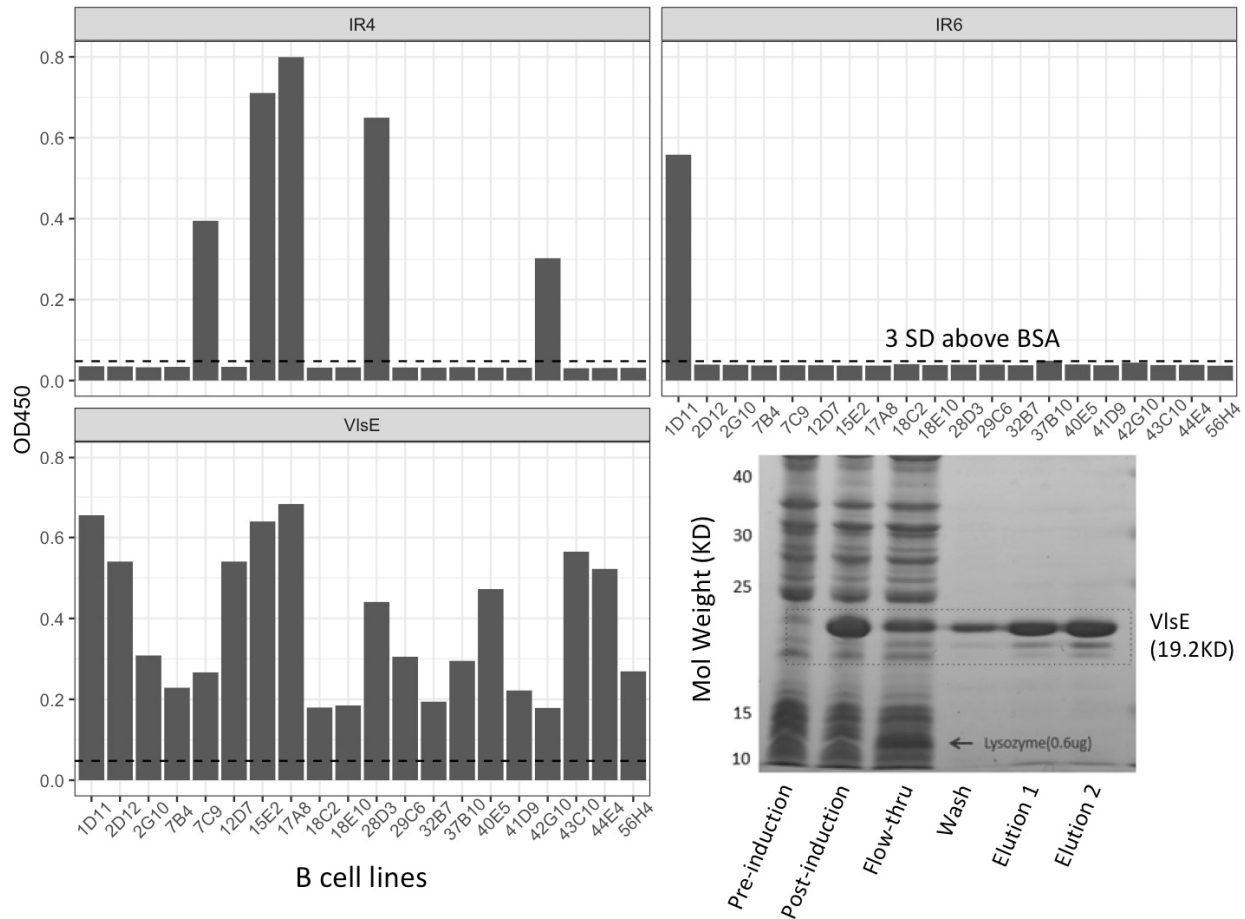 IR4
IR6
OD450
0.8
0.6
0.4
0.2
0.0
3 SD above BSA
1D11
2D12
2G10
7B4
7C9
12D7
15E2
17A8
18C2
18E10
28D3
29C6
32B7
37B10
40E5
41D9
42G10
43C10
44E4
56H4
VlsE
0.8
0.6
0.4
0.2
0.0
1D11
2D12
2G10
7B4
7C9
12D7
15E2
17A8
18C2
18E10
28D3
29C6
32B7
37B10
40E5
41D9
42G10
43C10
44E4
56H4
B cell lines
Mol Weight (KD)
40
30
25
15
10
VlsE
(19.2KD)
Lysozyme(0.6ug)
Pre-induction
Post-induction
Flow-thru
Wash
Elution 1
Elution 2